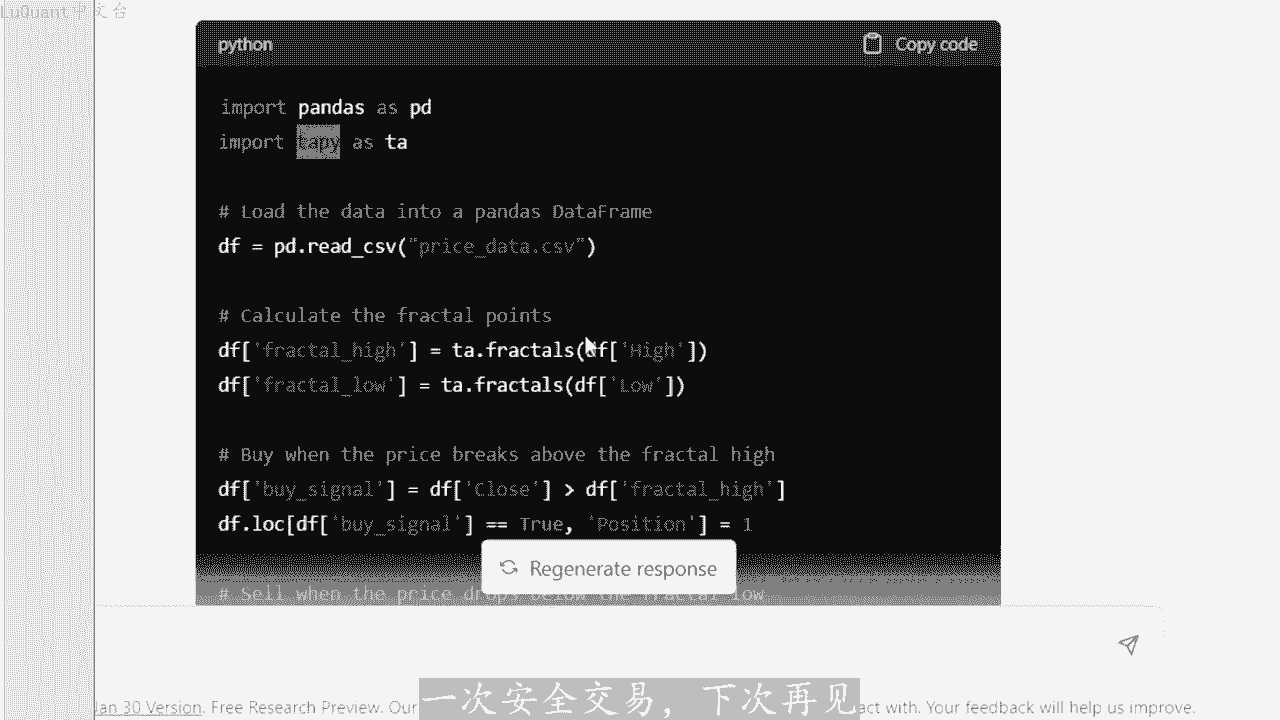 LuQuant中文台
python
Copy code
import pandas as pd
import tapy as ta
# Load the data into a pandas DataFrame
df = pd.read_csv("price_data.csv")
# Calculate the fractal points
df['fractal_high'] = ta.fractals(df['High'])
df['fractal_low'] = ta.fractals(df['Low'])
# Buy when the price breaks above the fractal high
df['buy_signal'] = df['Close'] > df['fractal_high']
df.loc[df['buy_signal'] == True, 'Position'] = 1
# Sell when the price drops below the fractal low
Regenerate response
an 30 Version. Free Research Preview. Our
act with. Your feedback will help us improve.
一次安全交易，下次再见